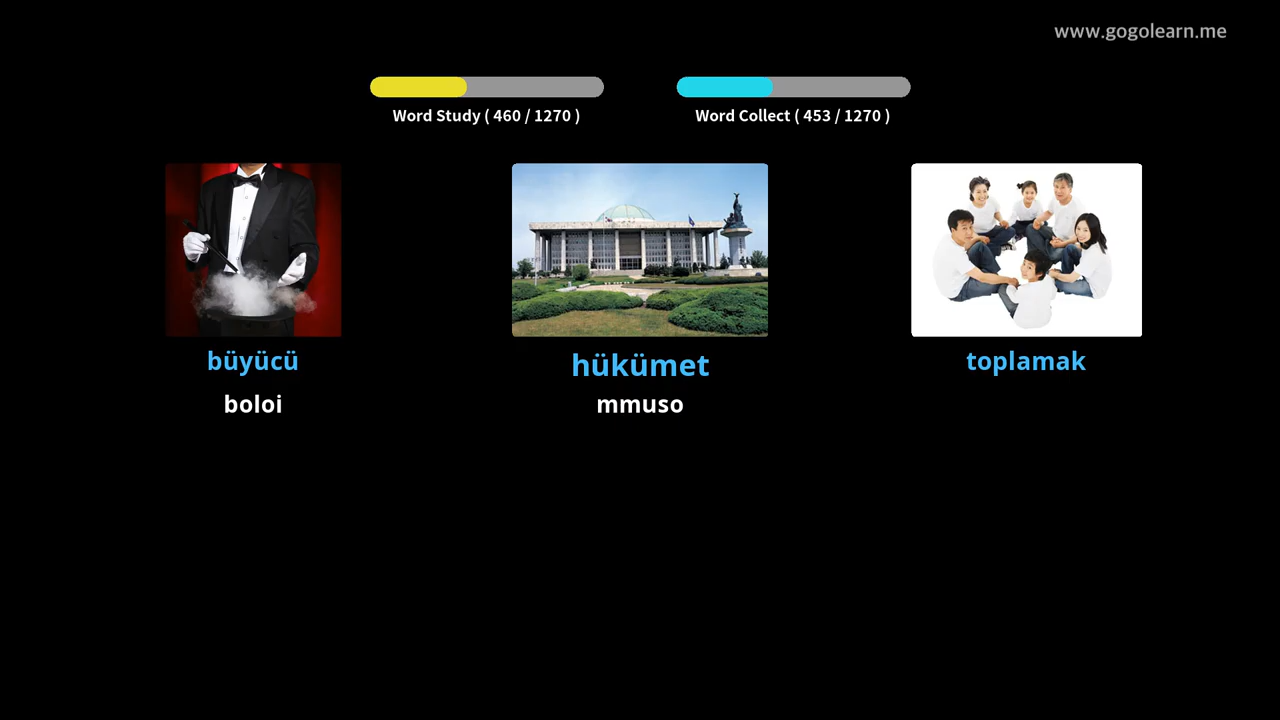 www.gogolearn.me
Word Study ( 460 / 1270 )
Word Collect ( 453 / 1270 )
büyücü
hükümet
toplamak
boloi
mmuso